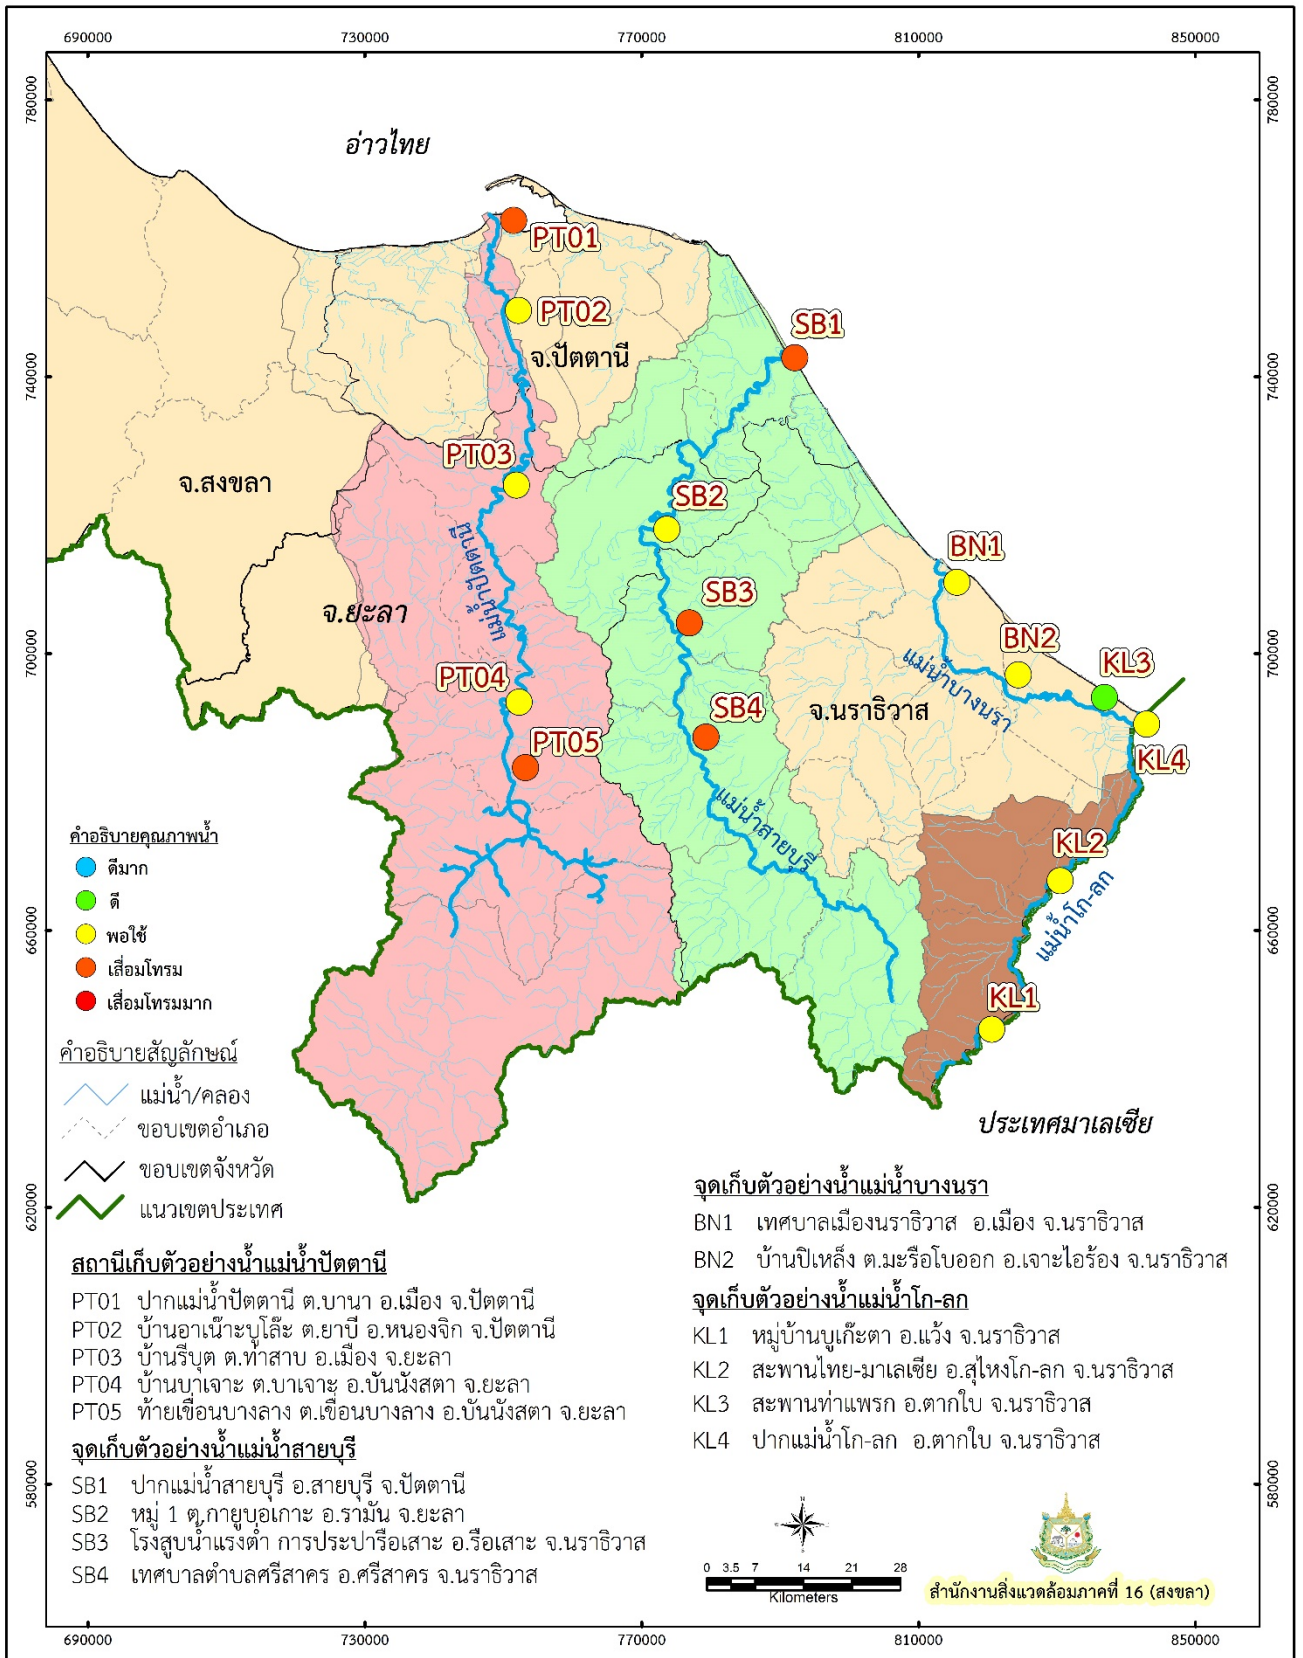 690000 730000 770000 810000 850000
780000 780000
อ่าวไทย
PT01
PT02
SB1
จ.ปัตตานี
740000 740000
PT03
จ.สงขลา
SB2
แม่น้ำปัตตานี
BN1
SB3
จ.ยะลา
BN2
700000 700000
แม่น้ำบางนรา
KL3
PT04
SB4
จ.นราธิวาส
PT05
KL4
แม่น้ำสายบุรี
KL2
แม่น้ำโก-ลก
660000 660000
KL1
คำอธิบายคุณภาพน้ำ
ดีมาก
ดี
พอใช้
เสื่อมโทรม
เสื่อมโทรมมาก
คำอธิบายสัญลักษณ์
แม่น้ำ/คลอง
ขอบเขตอำเภอ
ขอบเขตจังหวัด
แนวเขตประเทศ
ประเทศมาเลเซีย
620000 620000
สถานีเก็บตัวอย่างน้ำแม่น้ำปัตตานี
PT01 ปากแม่น้ำปัตตานี ต.บานา อ.เมือง จ.ปัตตานี
PT02 บ้านอาเน๊าะปูโล๊ะ ต.ยาบี อ.หนองจิก จ.ปัตตานี
PT03 บ้านรีบุต ต.ท่าสาบ อ.เมือง จ.ยะลา
PT04 บ้านบาเจาะ ต.บาเจาะ อ.บันนังสตา จ.ยะลา
PT05 ท้ายเขื่อนบางลาง ต.เขื่อนบางลาง อ.บันนังสตา จ.ยะลา
จุดเก็บตัวอย่างน้ำแม่น้ำสายบุรี
SB1 ปากแม่น้ำสายบุรี อ.สายบุรี จ.ปัตตานี
SB2 หมู่ 1 ต.กายูบอเกาะ อ.รามัน จ.ยะลา
SB3 โรงสูบน้ำแรงต่ำ การประปารือเสาะ อ.รือเสาะ จ.นราธิวาส
SB4 เทศบาลตำบลศรีสาคร อ.ศรีสาคร จ.นราธิวาส
จุดเก็บตัวอย่างน้ำแม่น้ำบางนรา
BN1 เทศบาลเมืองนราธิวาส อ.เมือง จ.นราธิวาส
BN2 บ้านปิเหล็ง ต.มะรือโบออก อ.เจาะไอร้อง จ.นราธิวาส
จุดเก็บตัวอย่างน้ำแม่น้ำโก-ลก
KL1 หมู่บ้านบูเก๊ะตา อ.แว้ง จ.นราธิวาส
KL2 สะพานไทย-มาเลเซีย อ.สุไหงโก-ลก จ.นราธิวาส
KL3 สะพานท่าแพรก อ.ตากใบ จ.นราธิวาส
KL4 ปากแม่น้ำโก-ลก อ.ตากใบ จ.นราธิวาส
580000 580000
N
0 3.5 7 14 21 28
Kilometers
สำนักงานสิ่งแวดล้อมภาคที่ 16 (สงขลา)
690000 730000 770000 810000 850000